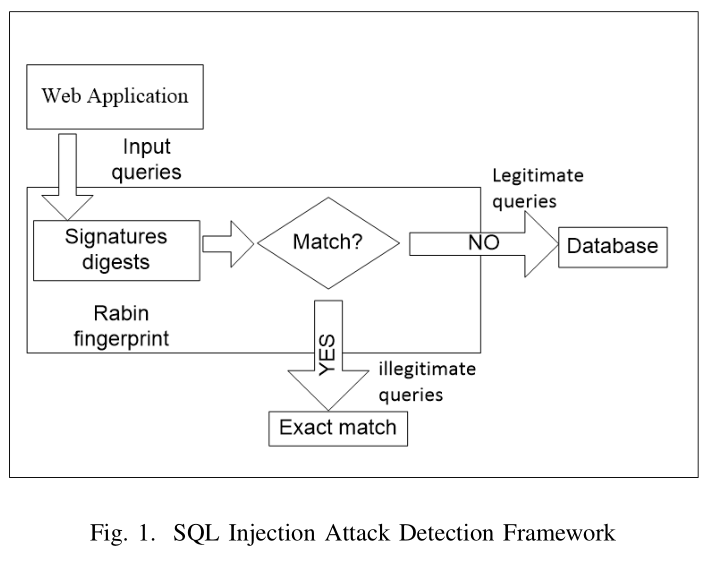 Web Application
Input
queries
Legitimate
queries
Signatures
digests
Match?
NO
Database
Rabin
fingerprint
YES
illegitimate
queries
Exact match
Fig. 1. SQL Injection Attack Detection Framework